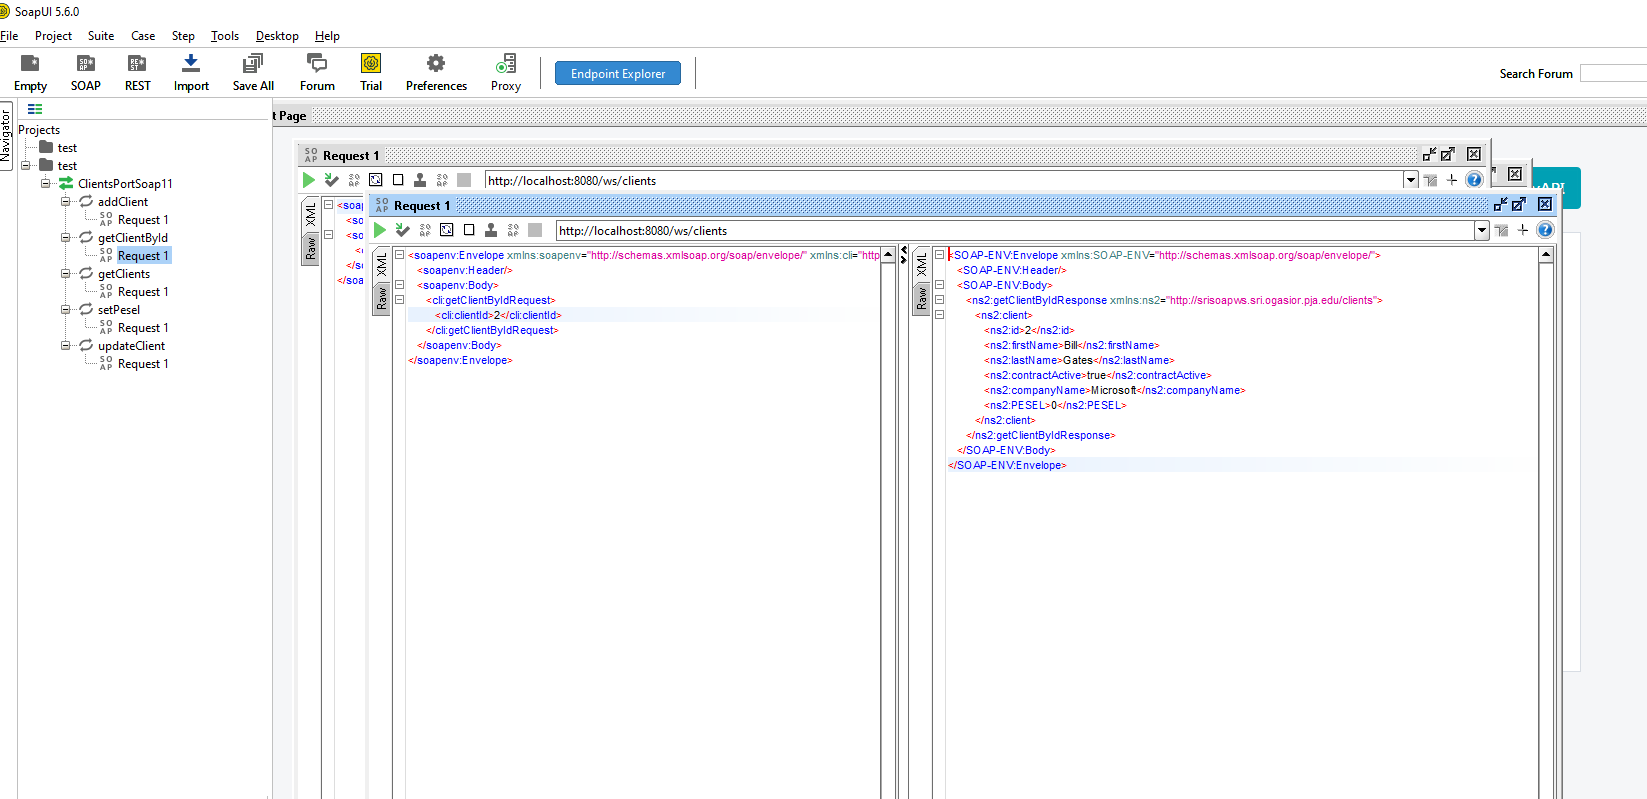 SoapUI 5.6.0
File Project Suite Case Step Tools Desktop Help
Empty SOAP REST Import Save All Forum Trial Preferences Proxy Endpoint Explorer Search Forum
Navigator
Projects
test
test
ClientsPortSoap11
addClient
Request 1
getClientById
Request 1
getClients
Request 1
setPesel
Request 1
updateClient
Request 1
t Page
Request 1
http://localhost:8080/ws/clients
XML
Raw
<soap
<so
<so
<
</so
</soa
Request 1
http://localhost:8080/ws/clients
XML
Raw
<soapenv:Envelope xmlns:soapenv="http://schemas.xmlsoap.org/soap/envelope/" xmlns:cli="http
<soapenv:Header/>
<soapenv:Body>
<cli:getClientByIdRequest>
<cli:clientId>2</cli:clientId>
</cli:getClientByIdRequest>
</soapenv:Body>
</soapenv:Envelope>
XML
Raw
<SOAP-ENV:Envelope xmlns:SOAP-ENV="http://schemas.xmlsoap.org/soap/envelope/">
<SOAP-ENV:Header/>
<SOAP-ENV:Body>
<ns2:getClientByIdResponse xmlns:ns2="http://srisoapws.sri.ogasior.pja.edu/clients">
<ns2:client>
<ns2:id>2</ns2:id>
<ns2:firstName>Bill</ns2:firstName>
<ns2:lastName>Gates</ns2:lastName>
<ns2:contractActive>true</ns2:contractActive>
<ns2:companyName>Microsoft</ns2:companyName>
<ns2:PESEL>0</ns2:PESEL>
</ns2:client>
</ns2:getClientByIdResponse>
</SOAP-ENV:Body>
</SOAP-ENV:Envelope>